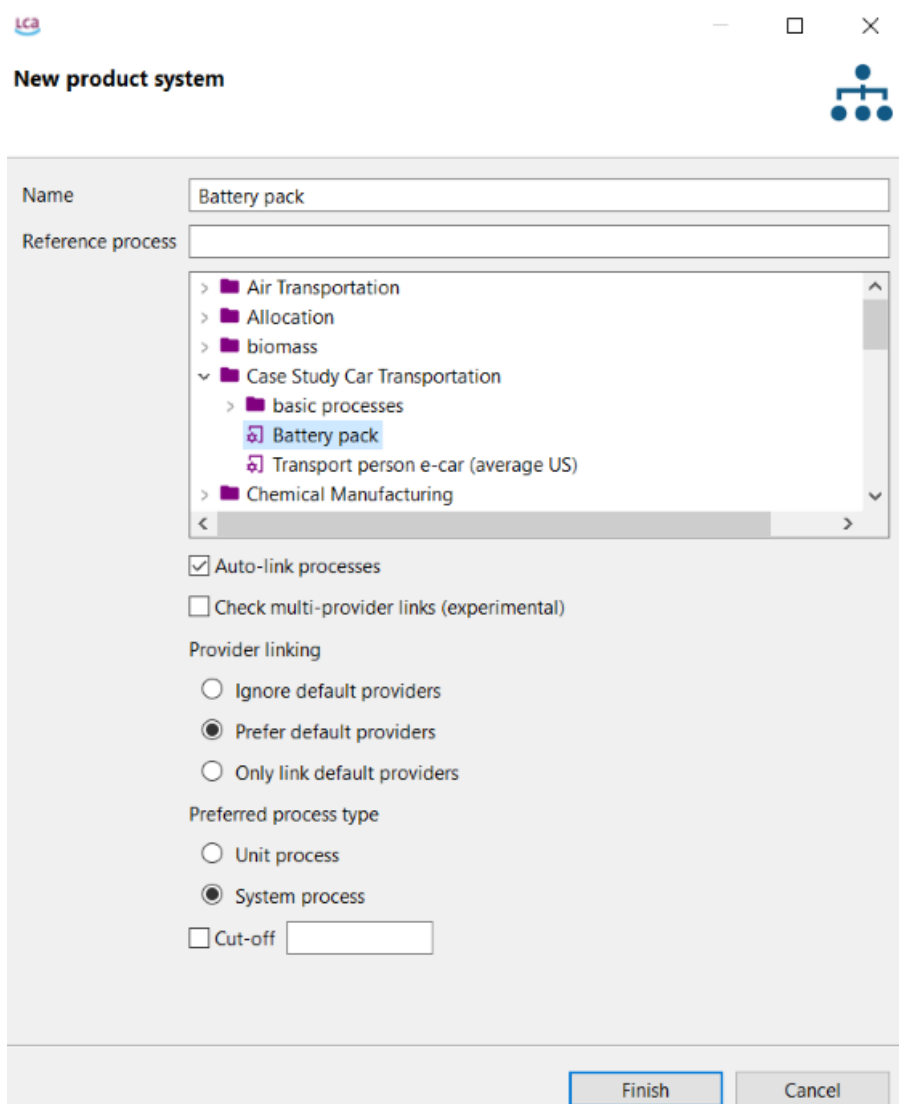 LCa
New product system
Name Battery pack
Reference process
Air Transportation
Allocation
biomass
Case Study Car Transportation
basic processes
Battery pack
Transport person e-car (average US)
Chemical Manufacturing
Auto-link processes
Check multi-provider links (experimental)
Provider linking
Ignore default providers
Prefer default providers
Only link default providers
Preferred process type
Unit process
System process
Cut-off
Finish Cancel